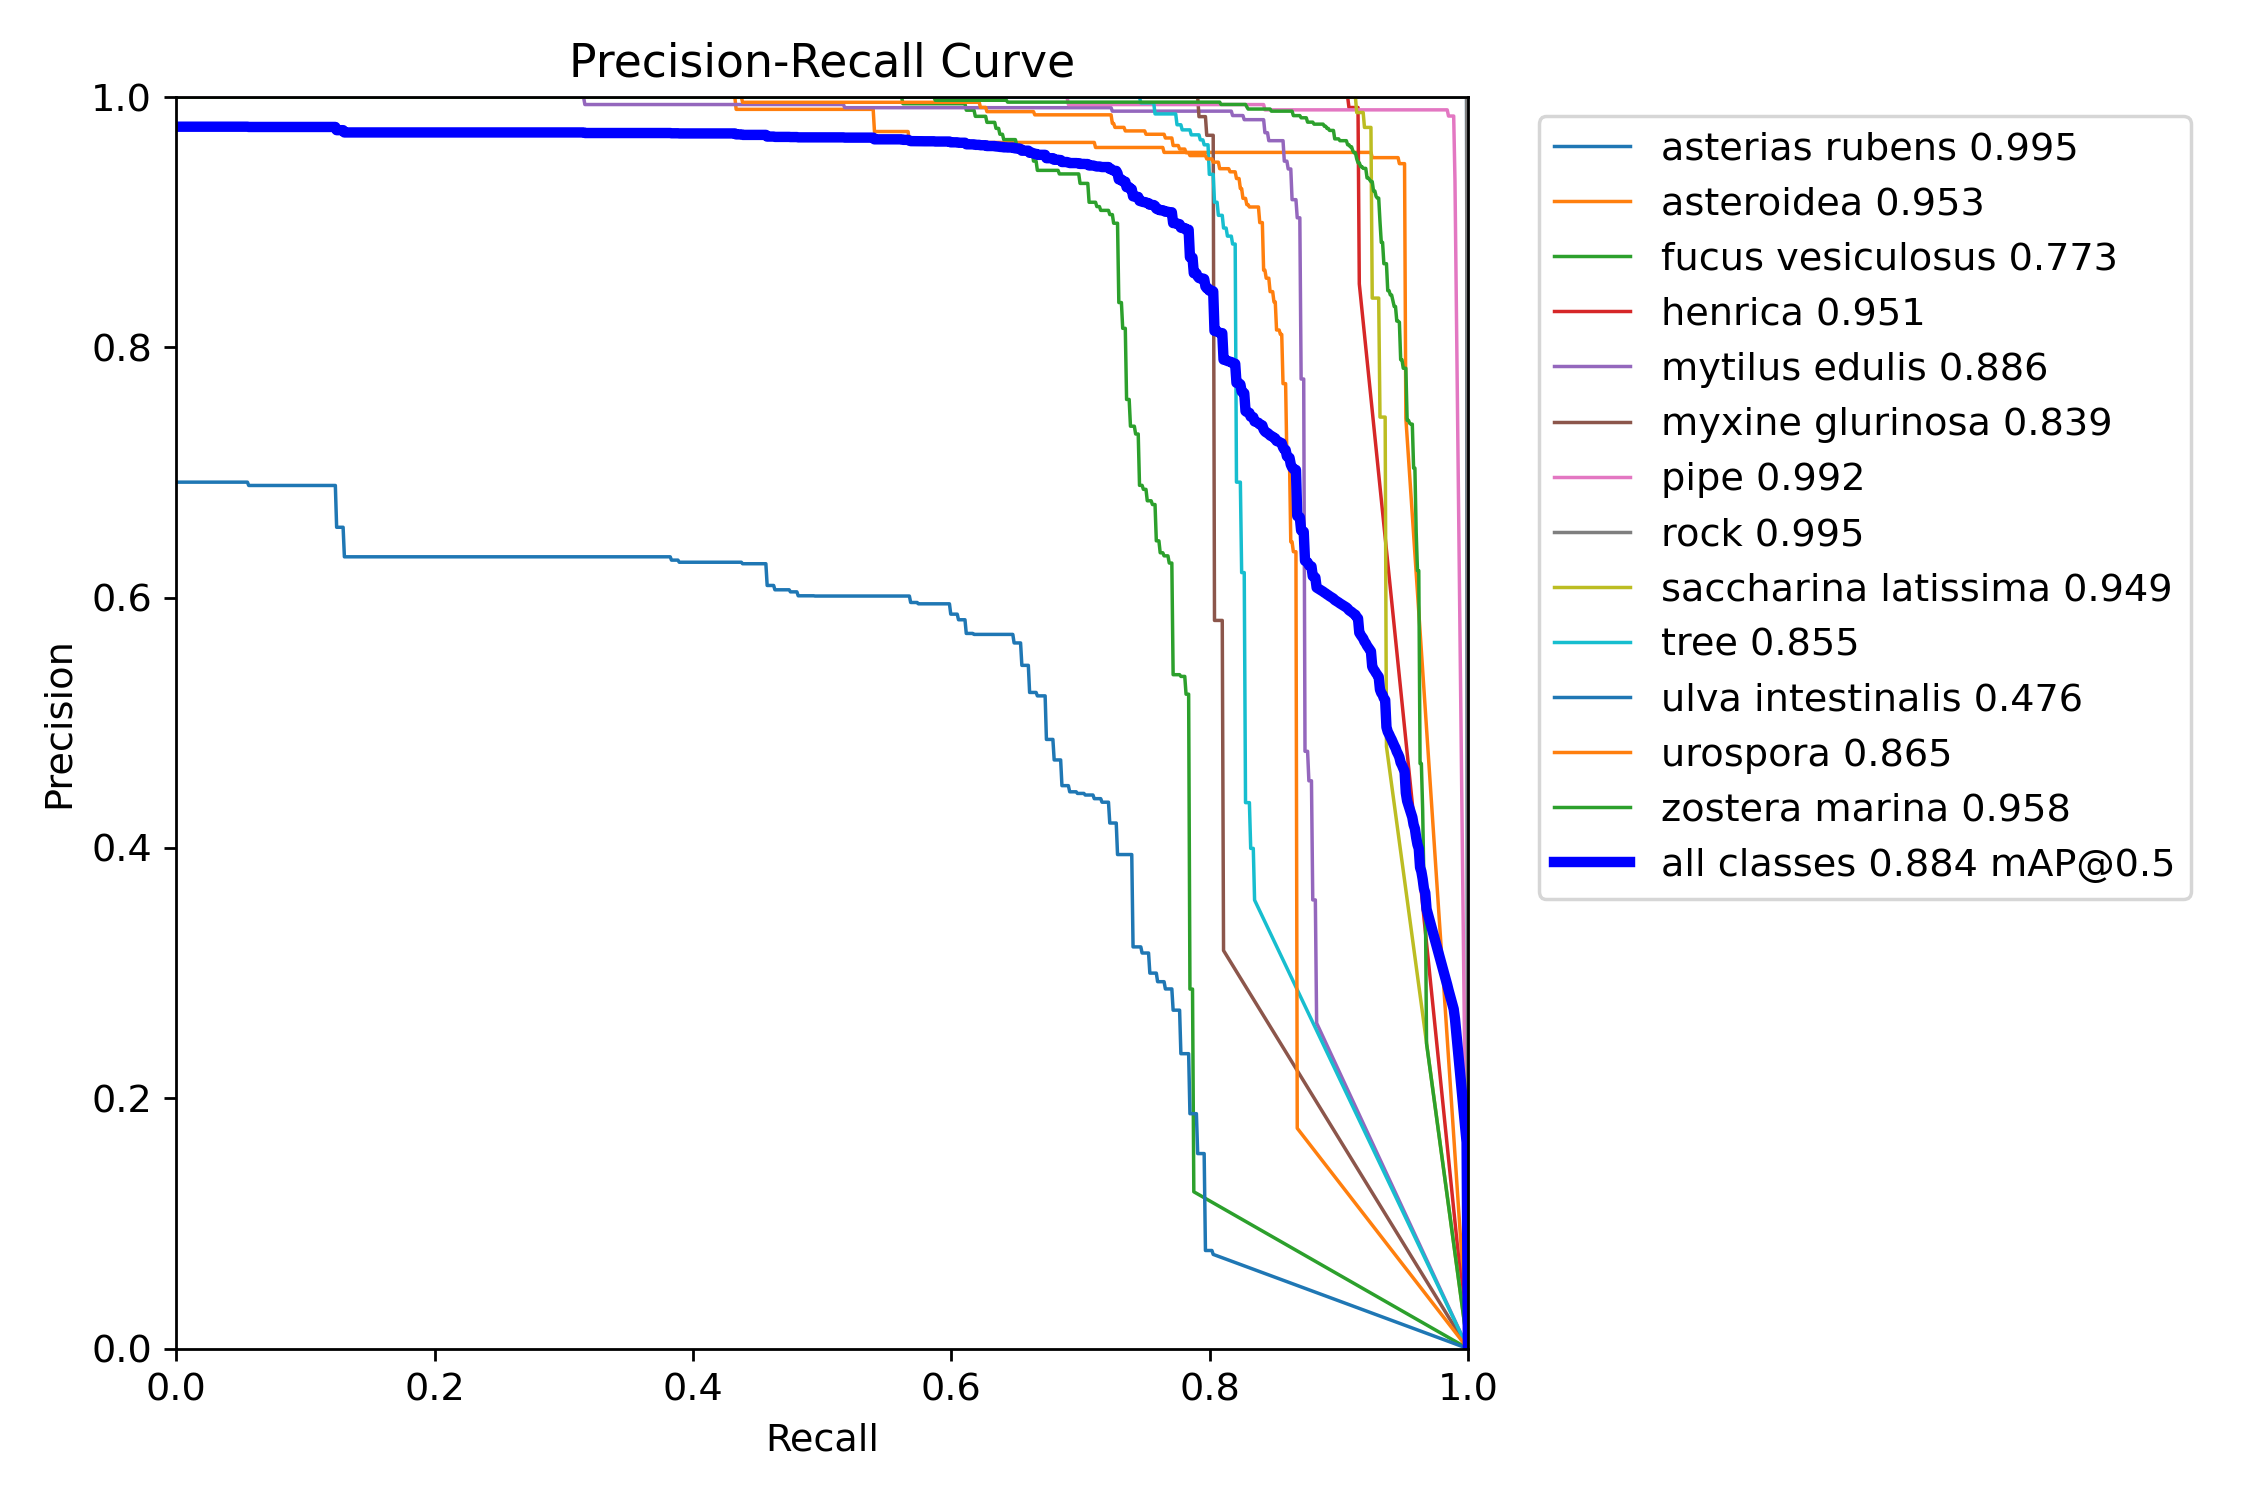 Precision-Recall Curve
1.0
0.8
0.6
0.4
0.2
0.0
Precision
0.0 0.2 0.4 0.6 0.8 1.0
Recall
asterias rubens 0.995
asteroidea 0.953
fucus vesiculosus 0.773
henrica 0.951
mytilus edulis 0.886
myxine glurinosa 0.839
pipe 0.992
rock 0.995
saccharina latissima 0.949
tree 0.855
ulva intestinalis 0.476
urospora 0.865
zostera marina 0.958
all classes 0.884 mAP@0.5